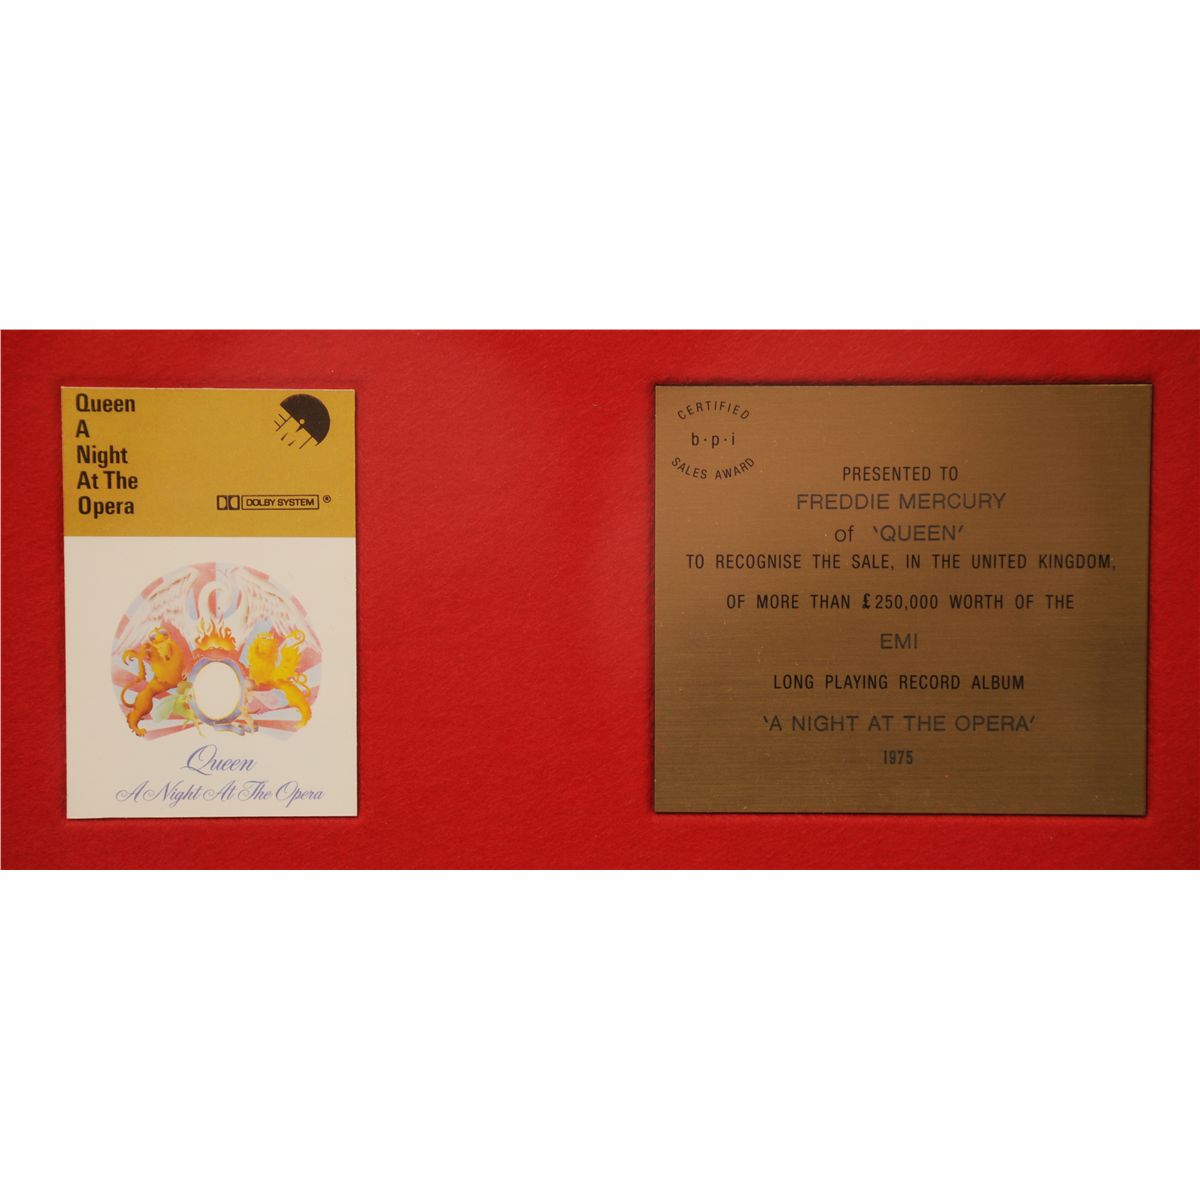 Queen
A
Night
At The
Opera
EMI
DOLBY SYSTEM ®
Queen
A Night At The Opera
CERTIFIED
b·p·i
SALES AWARD
PRESENTED TO
FREDDIE MERCURY
of 'QUEEN'
TO RECOGNISE THE SALE, IN THE UNITED KINGDOM,
OF MORE THAN £250,000 WORTH OF THE
EMI
LONG PLAYING RECORD ALBUM
'A NIGHT AT THE OPERA'
1975